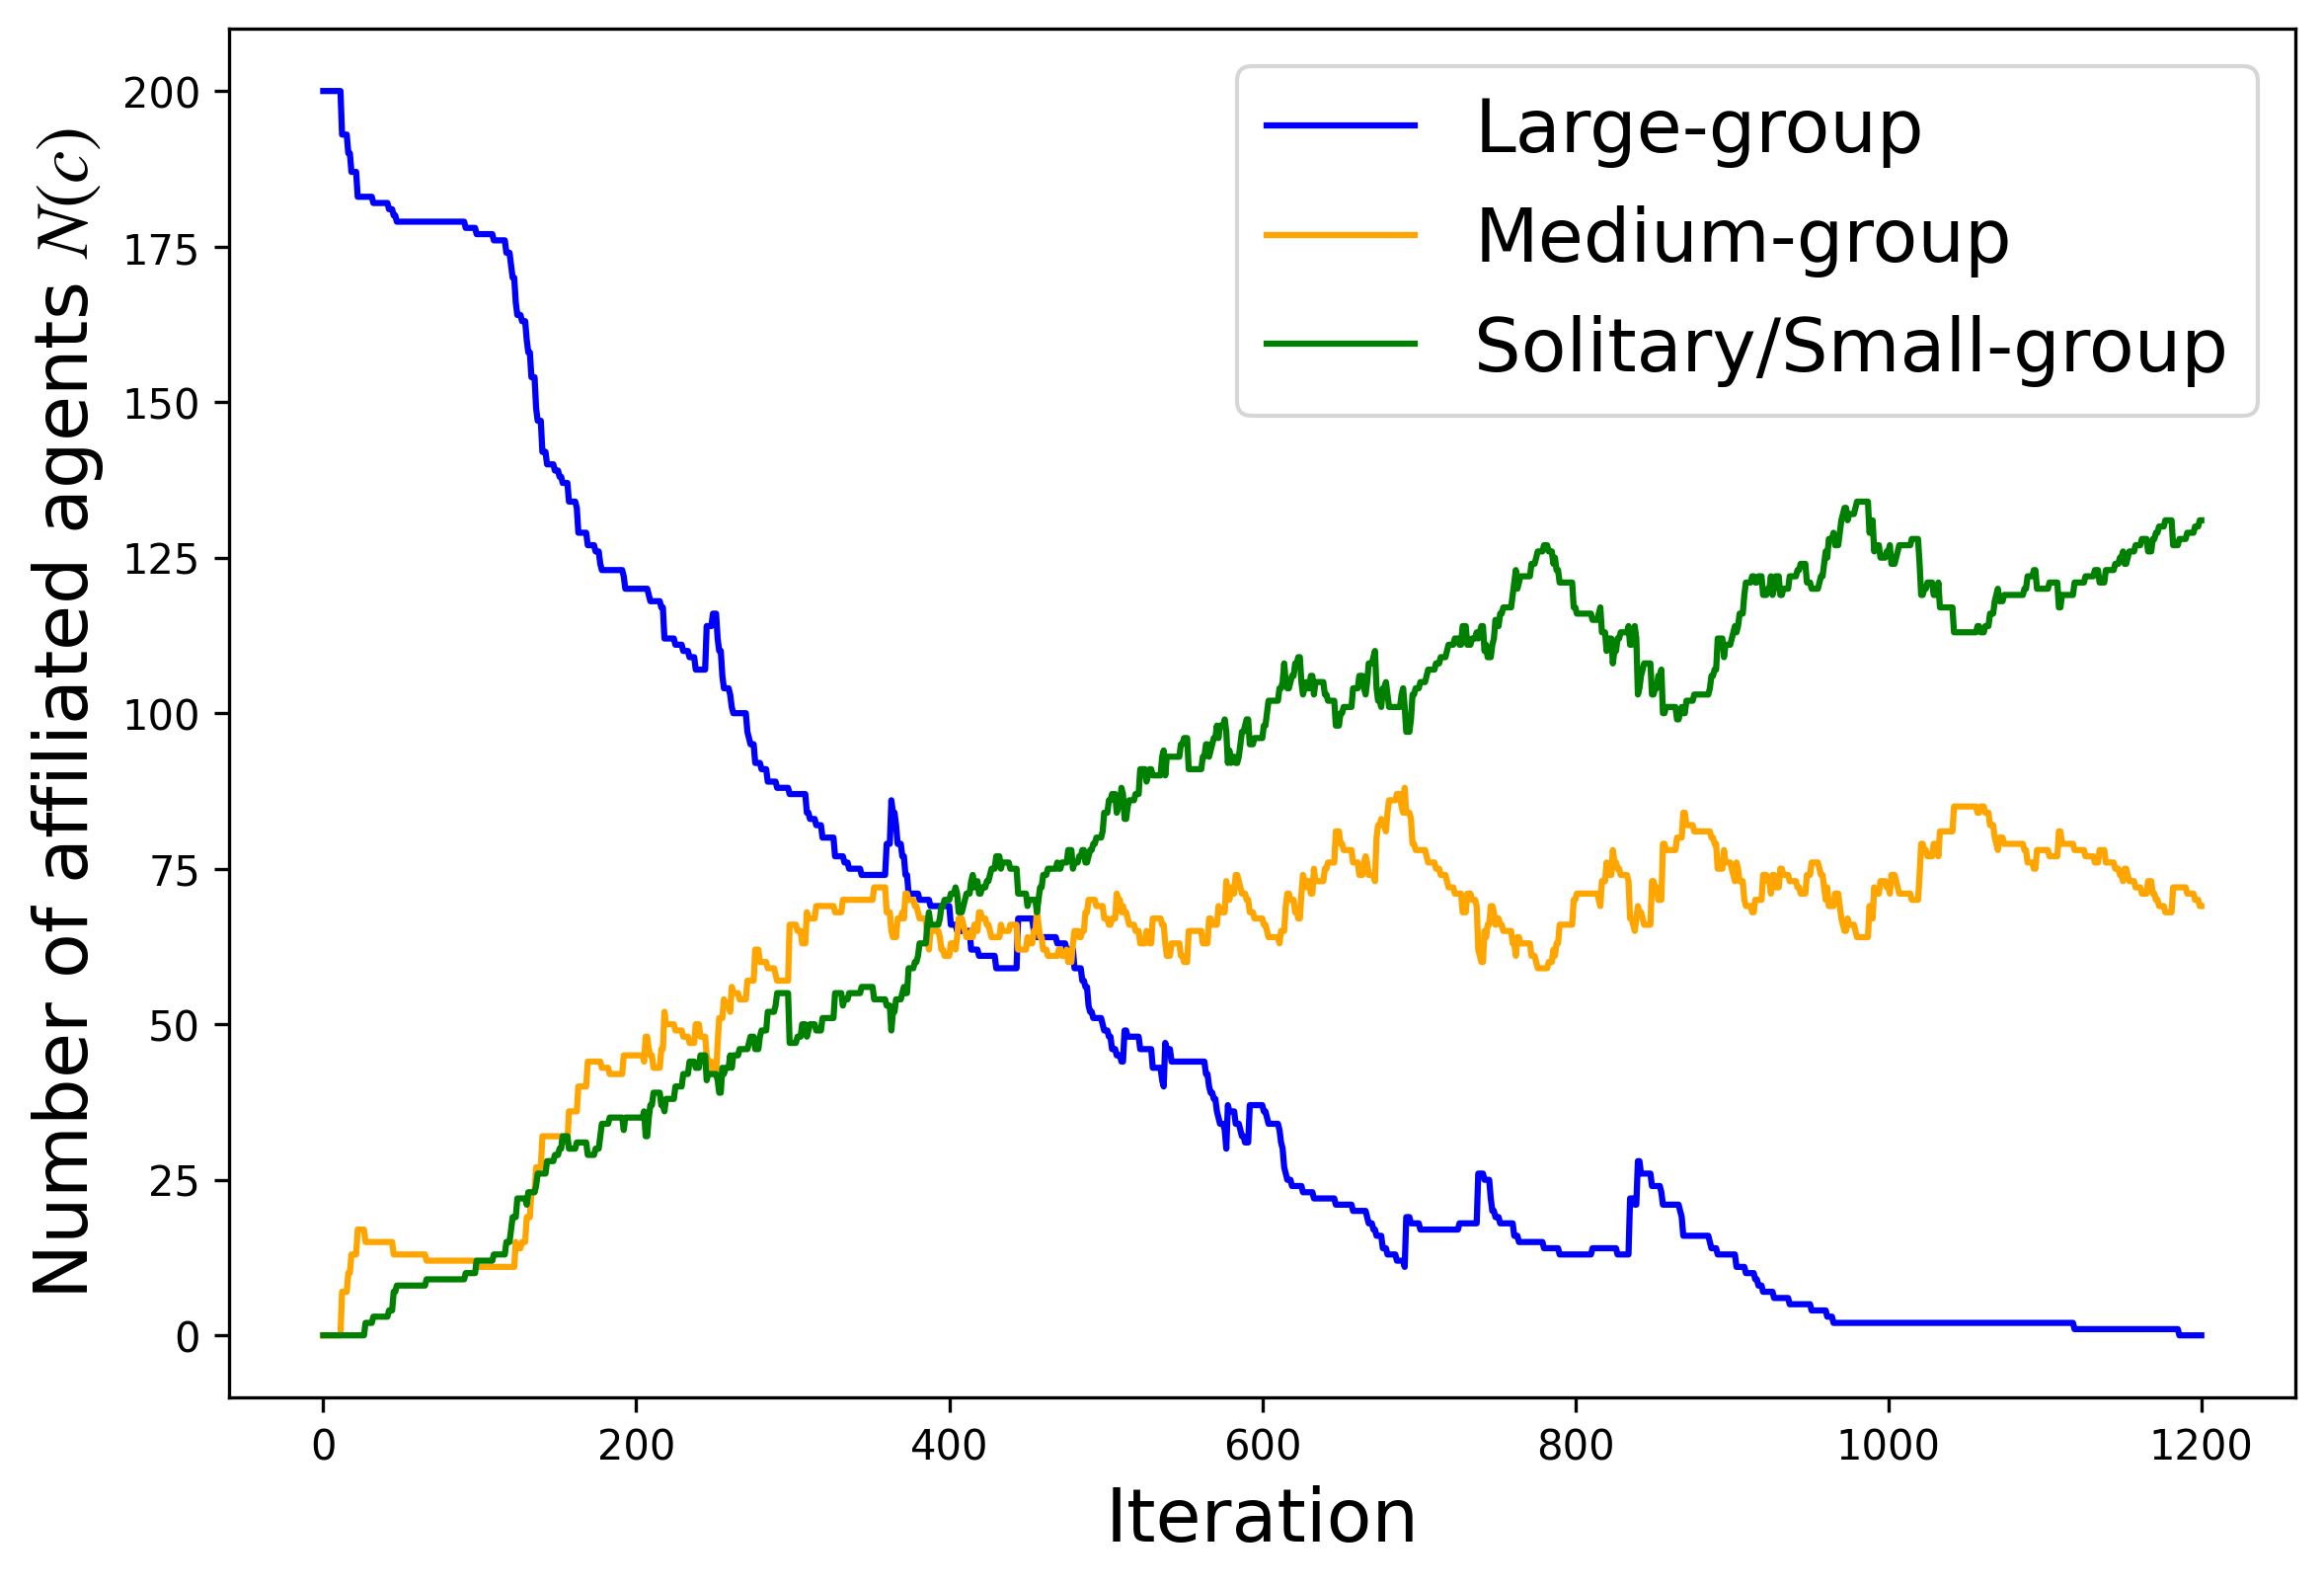 Number of affiliated agents N(c)
200
175
150
125
100
75
50
25
0
Large-group
Medium-group
Solitary/Small-group
0 200 400 600 800 1000 1200
Iteration